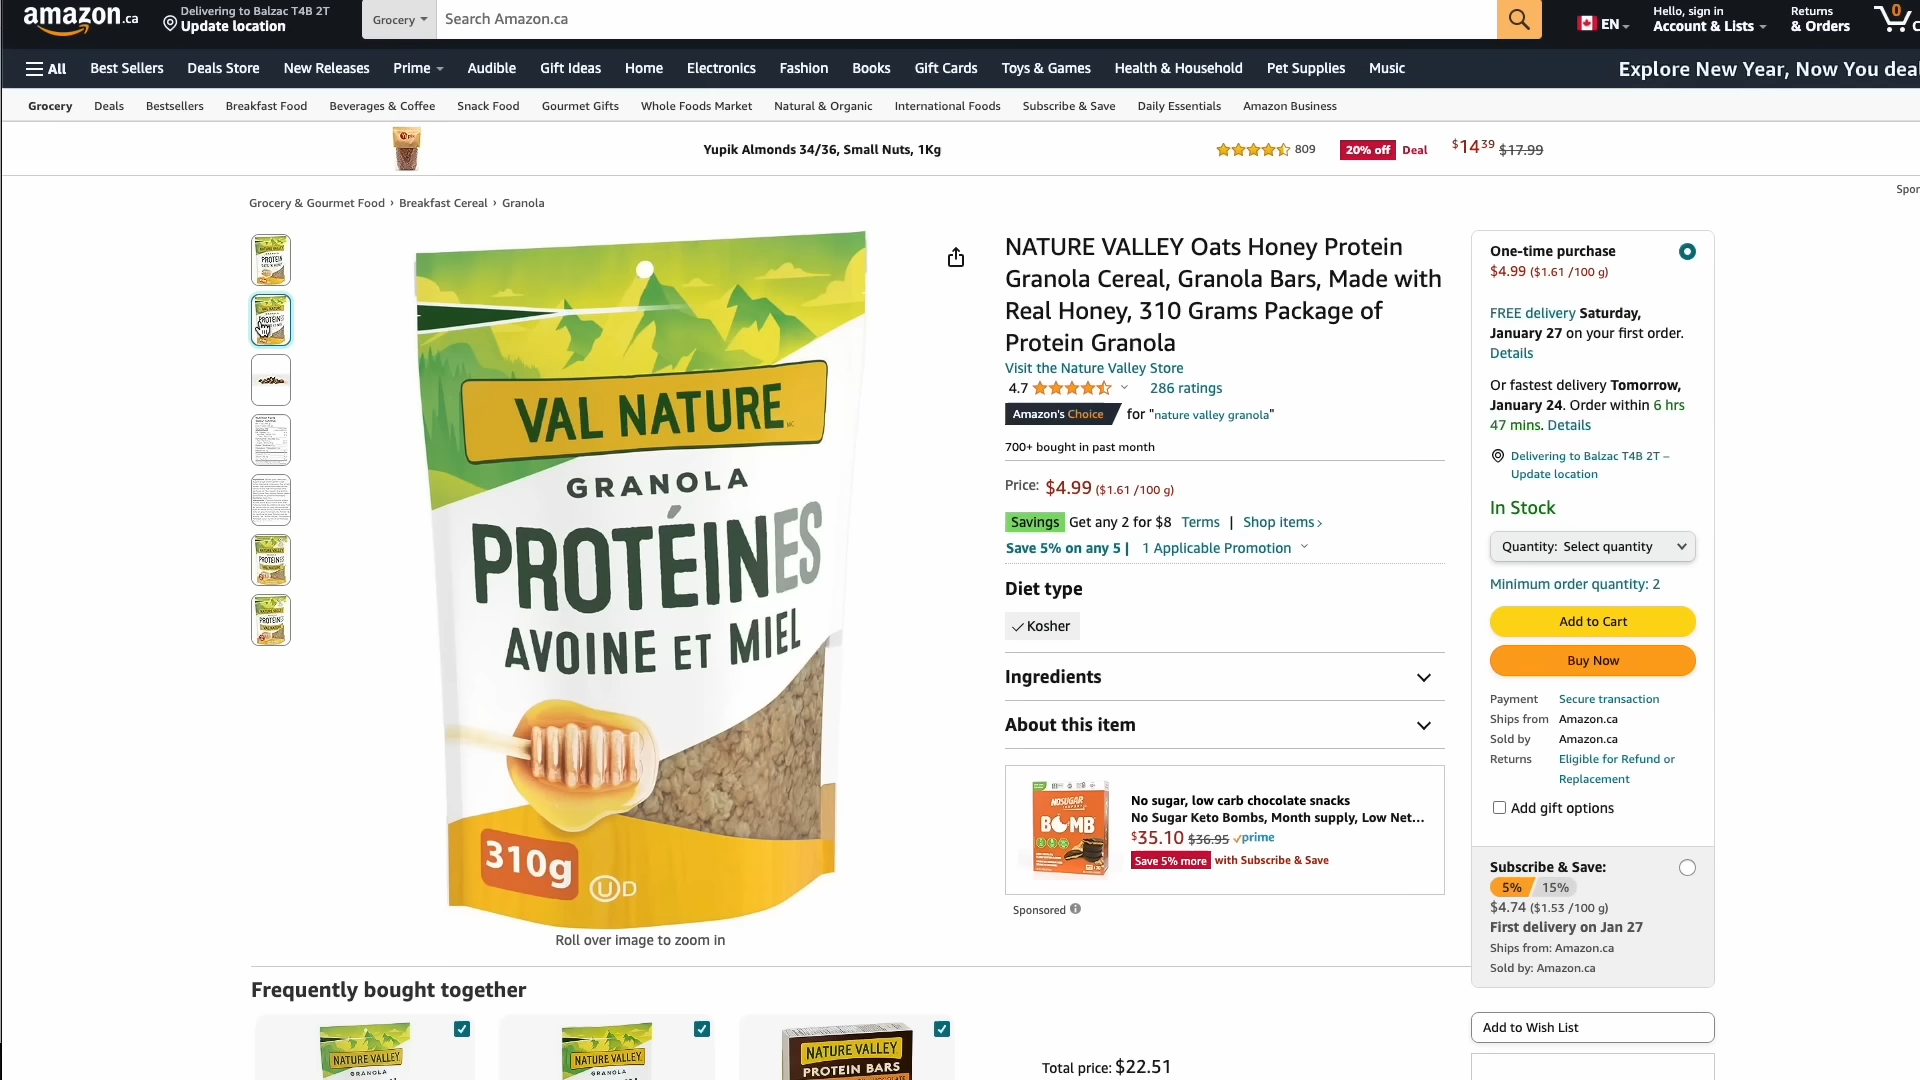 amazon.ca
Delivering to Balzac T4B 2T
Update location
Grocery
Search Amazon.ca
EN
Hello, sign in
Account & Lists
Returns
& Orders
0
All
Best Sellers
Deals Store
New Releases
Prime
Audible
Gift Ideas
Home
Electronics
Fashion
Books
Gift Cards
Toys & Games
Health & Household
Pet Supplies
Music
Explore New Year, Now You deal
Grocery
Deals
Bestsellers
Breakfast Food
Beverages & Coffee
Snack Food
Gourmet Gifts
Whole Foods Market
Natural & Organic
International Foods
Subscribe & Save
Daily Essentials
Amazon Business
Yupik Almonds 34/36, Small Nuts, 1Kg
809
20% off Deal
$14.39 $17.99
Spor
Grocery & Gourmet Food › Breakfast Cereal › Granola
VAL NATURE
GRANOLA
PROTÉINES
AVOINE ET MIEL
310g
UD
Roll over image to zoom in
NATURE VALLEY Oats Honey Protein
Granola Cereal, Granola Bars, Made with
Real Honey, 310 Grams Package of
Protein Granola
Visit the Nature Valley Store
4.7
286 ratings
Amazon's Choice for "nature valley granola"
700+ bought in past month
Price: $4.99 ($1.61 /100 g)
Savings Get any 2 for $8 Terms | Shop items ›
Save 5% on any 5 | 1 Applicable Promotion
Diet type
Kosher
Ingredients
About this item
NO SUGAR
BOMB
No sugar, low carb chocolate snacks
No Sugar Keto Bombs, Month supply, Low Net...
$35.10 $36.95 prime
Save 5% more with Subscribe & Save
Sponsored
One-time purchase
$4.99 ($1.61 /100 g)
FREE delivery Saturday,
January 27 on your first order.
Details
Or fastest delivery Tomorrow,
January 24. Order within 6 hrs
47 mins. Details
Delivering to Balzac T4B 2T –
Update location
In Stock
Quantity: Select quantity
Minimum order quantity: 2
Add to Cart
Buy Now
Payment Secure transaction
Ships from Amazon.ca
Sold by Amazon.ca
Returns Eligible for Refund or
Replacement
Add gift options
Subscribe & Save:
5% 15%
$4.74 ($1.53 /100 g)
First delivery on Jan 27
Ships from: Amazon.ca
Sold by: Amazon.ca
Add to Wish List
Frequently bought together
NATURE VALLEY
GRANOLA
NATURE VALLEY
GRANOLA
NATURE VALLEY
PROTEIN BARS
Total price: $22.51